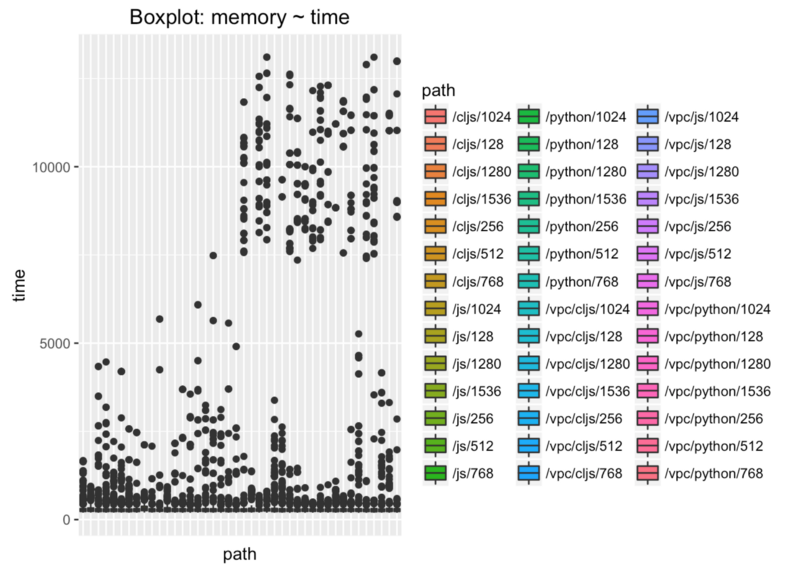 Boxplot: memory ~ time
time
10000
5000
0
path
path
/cljs/1024
/cljs/128
/cljs/1280
/cljs/1536
/cljs/256
/cljs/512
/cljs/768
/js/1024
/js/128
/js/1280
/js/1536
/js/256
/js/512
/js/768
/python/1024
/python/128
/python/1280
/python/1536
/python/256
/python/512
/python/768
/vpc/cljs/1024
/vpc/cljs/128
/vpc/cljs/1280
/vpc/cljs/1536
/vpc/cljs/256
/vpc/cljs/512
/vpc/cljs/768
/vpc/js/1024
/vpc/js/128
/vpc/js/1280
/vpc/js/1536
/vpc/js/256
/vpc/js/512
/vpc/js/768
/vpc/python/1024
/vpc/python/128
/vpc/python/1280
/vpc/python/1536
/vpc/python/256
/vpc/python/512
/vpc/python/768